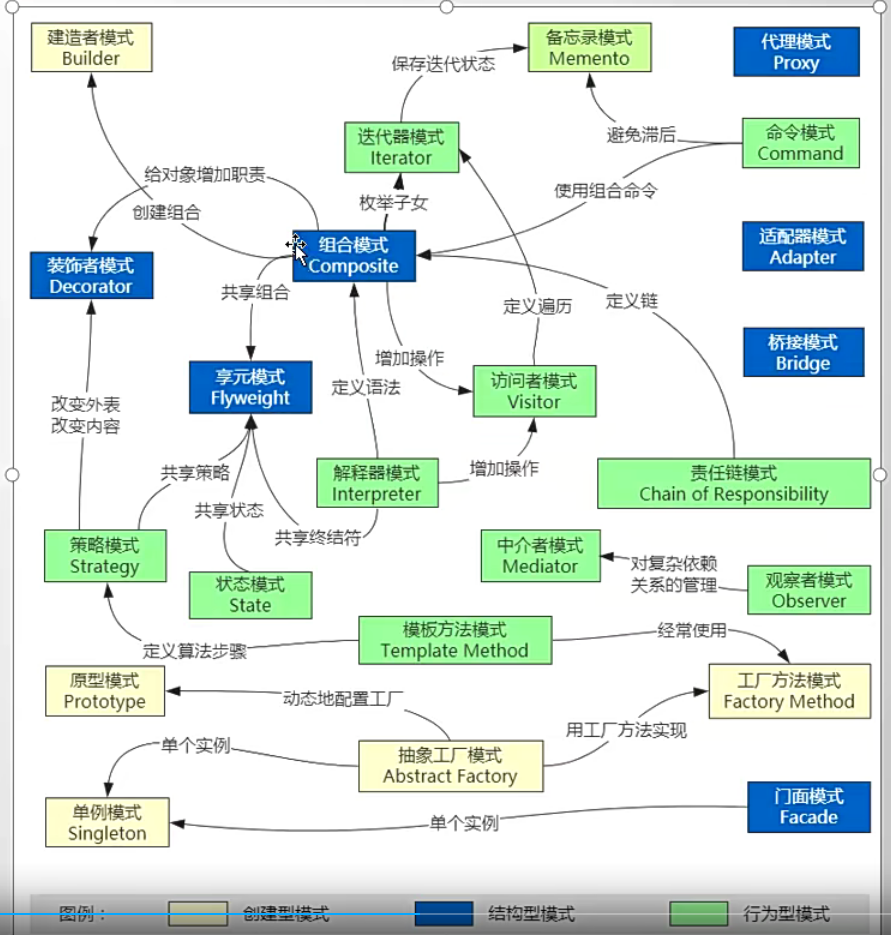 建造者模式
Builder
备忘录模式
Memento
代理模式
Proxy
保存迭代状态
迭代器模式
Iterator
避免滞后
命令模式
Command
给对象增加职责
创建组合
枚举子女
使用组合命令
装饰者模式
Decorator
组合模式
Composite
适配器模式
Adapter
共享组合
定义遍历
定义链
桥接模式
Bridge
享元模式
Flyweight
增加操作
定义语法
访问者模式
Visitor
改变外表
改变内容
共享策略
解释器模式
Interpreter
增加操作
责任链模式
Chain of Responsibility
共享状态
共享终结符
策略模式
Strategy
中介者模式
Mediator
对复杂依赖
关系的管理
状态模式
State
观察者模式
Observer
定义算法步骤
模板方法模式
Template Method
经常使用
原型模式
Prototype
动态地配置工厂
工厂方法模式
Factory Method
用工厂方法实现
单个实例
抽象工厂模式
Abstract Factory
单例模式
Singleton
单个实例
门面模式
Facade
图例：
创建型模式
结构型模式
行为型模式